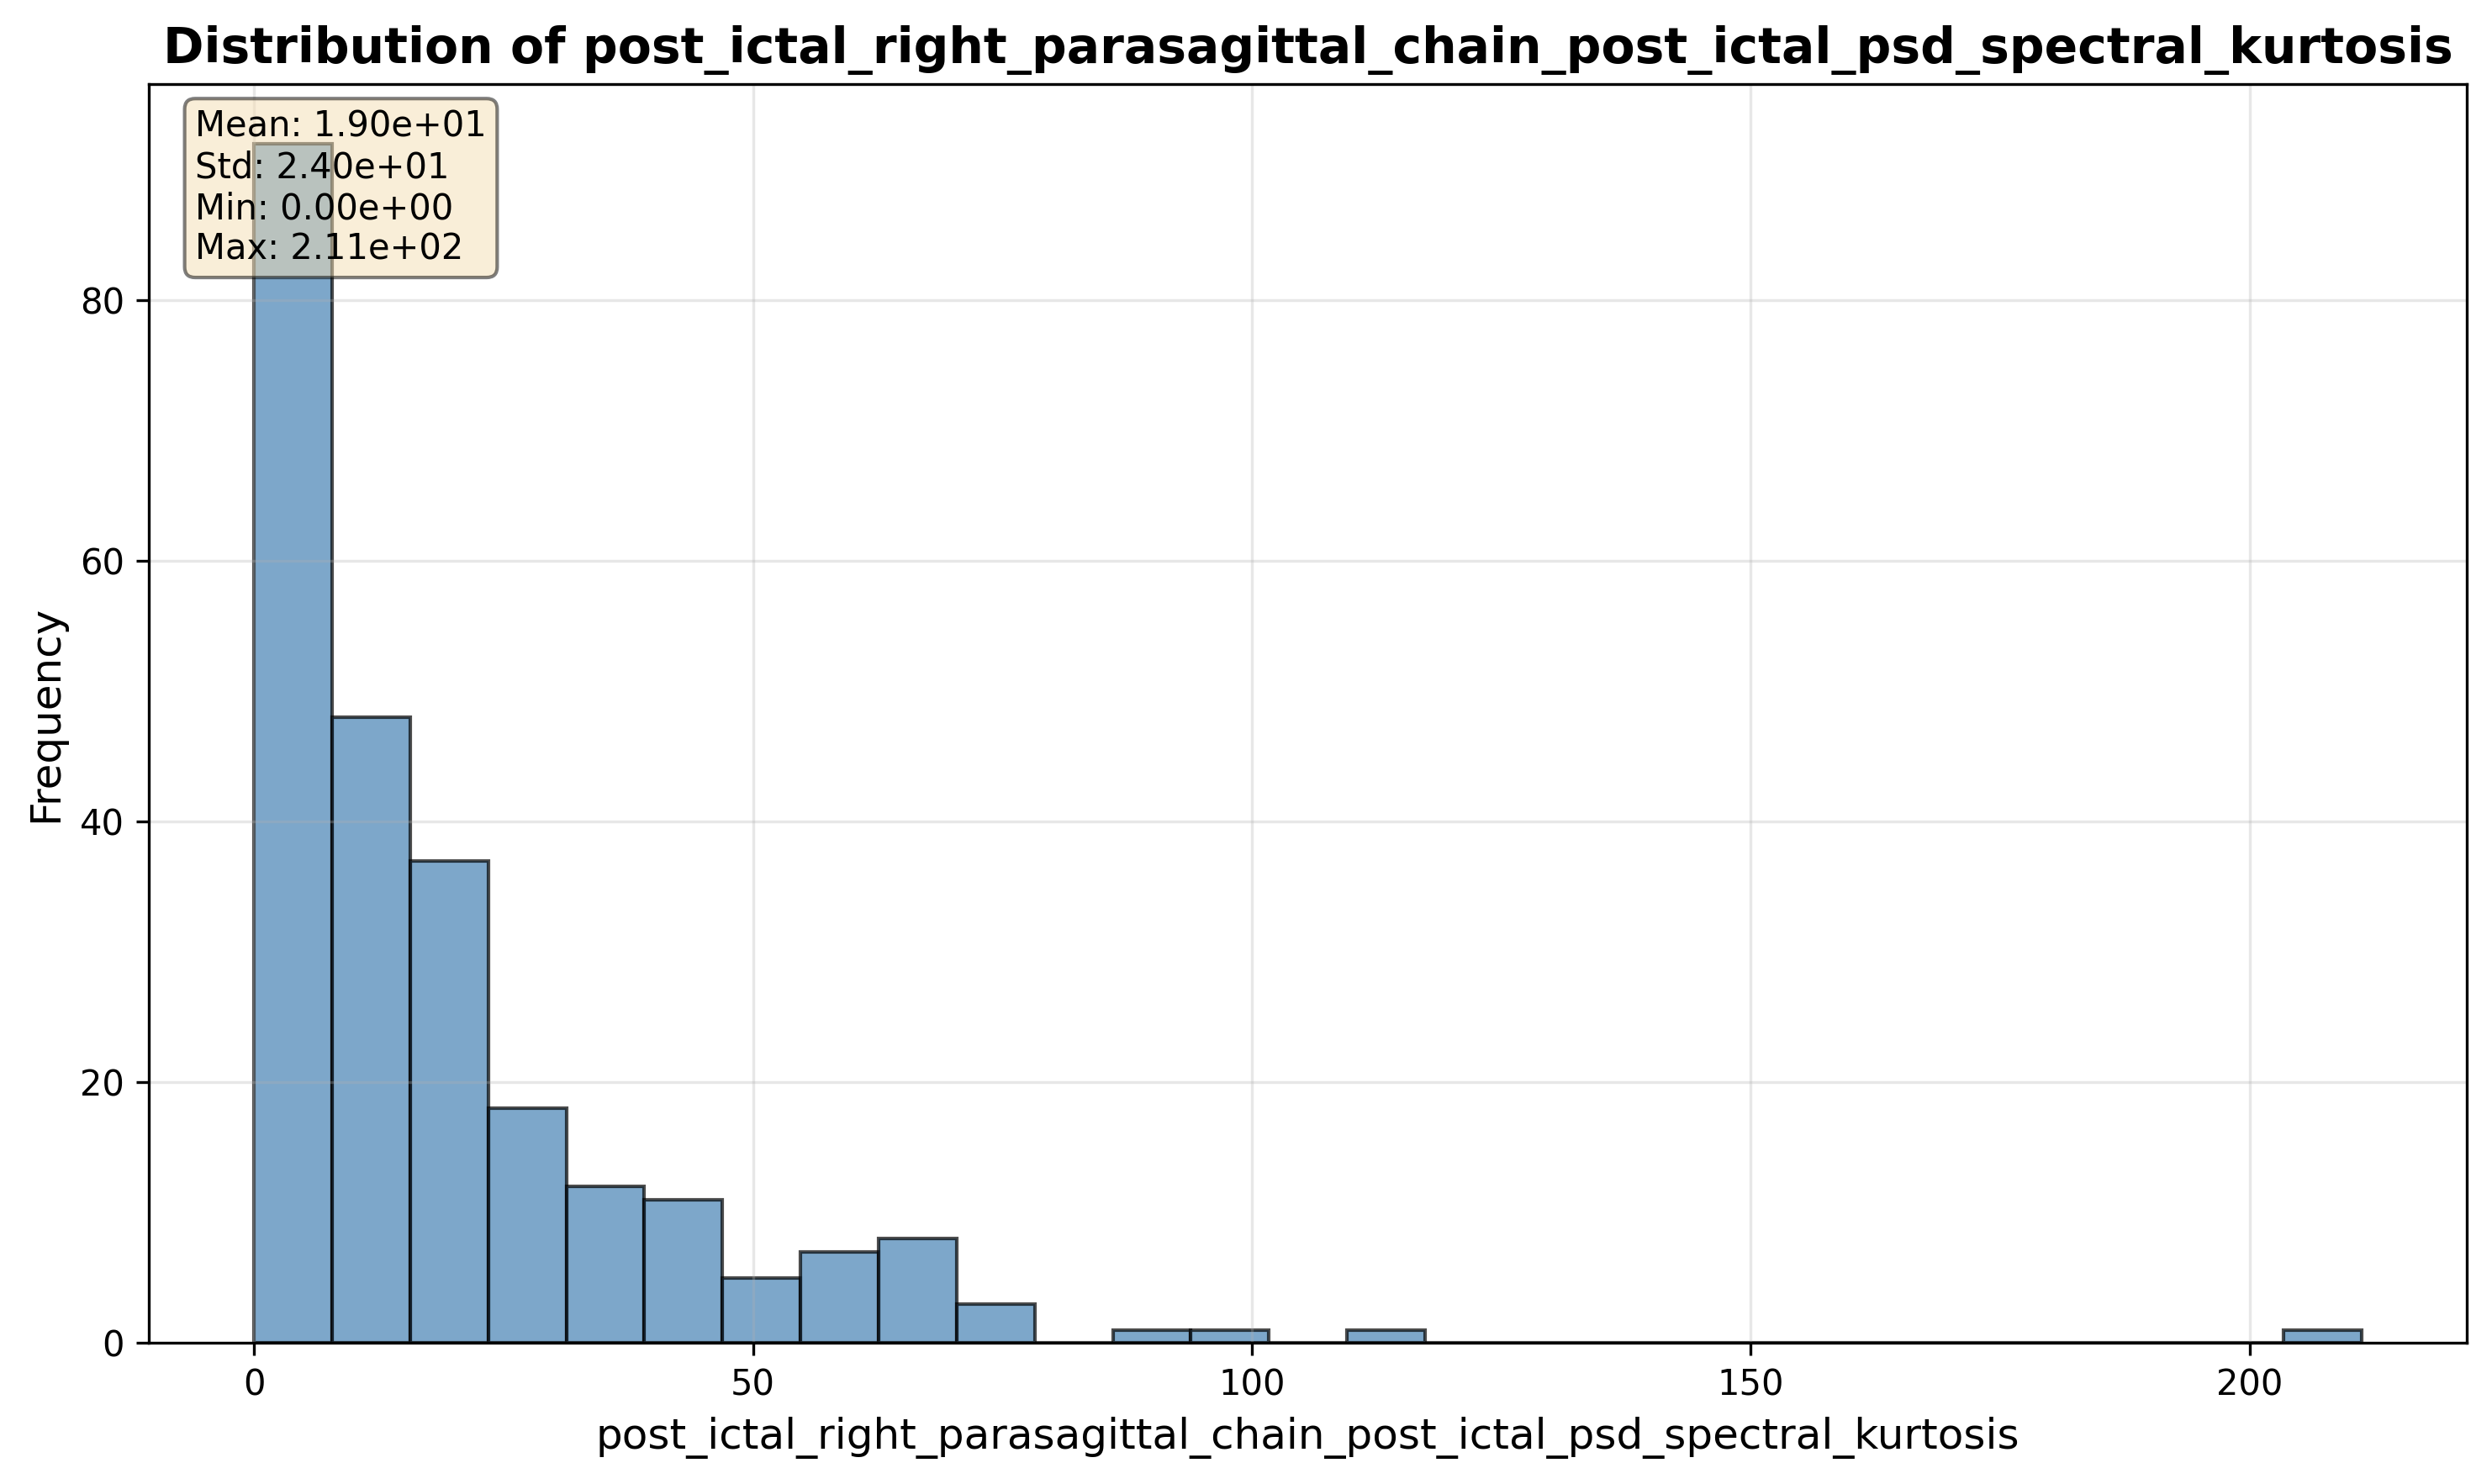 Distribution of post_ictal_right_parasagittal_chain_post_ictal_psd_spectral_kurtosis
Mean: 1.90e+01
Std: 2.40e+01
Min: 0.00e+00
Max: 2.11e+02
80
60
40
20
0
Frequency
0 50 100 150 200
post_ictal_right_parasagittal_chain_post_ictal_psd_spectral_kurtosis